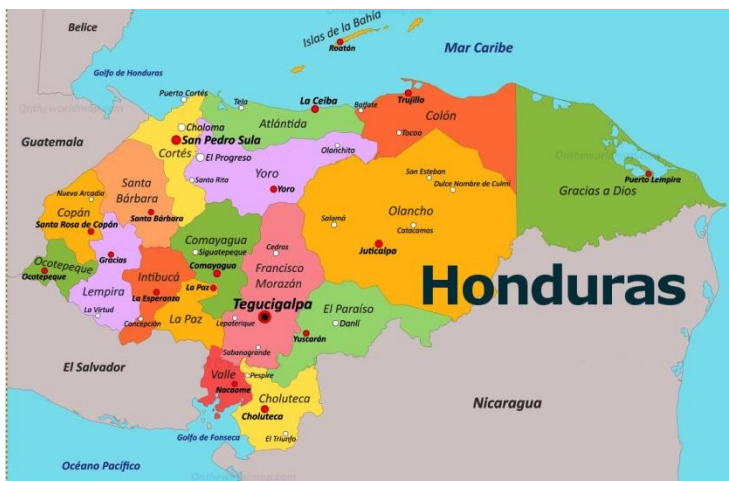 Belice
Islas de la Bahía
Roatán
Mar Caribe
Golfo de Honduras
Puerto Cortés
Tela
La Ceiba
Balfate
Trujillo
Guatemala
Choloma
San Pedro Sula
Cortés
Atlántida
Tocoa
Colón
Ontheworldmap.com
El Progreso
Olanchito
Santa Rita
Yoro
Yoro
San Esteban
Dulce Nombre de Culmí
Puerto Lempira
Gracias a Dios
Nueva Arcadia
Copán
Santa Rosa de Copán
Santa
Bárbara
Santa Bárbara
Salamá
Olancho
Catacamas
Juticalpa
Comayagua
Siguatepeque
Comayagua
La Paz
Cedros
Francisco
Morazán
Ocotepeque
Ocotepeque
Gracias
Lempira
La Virtud
Intibucá
La Esperanza
Concepción
La Paz
Tegucigalpa
Lepaterique
Sabanagrande
Honduras
El Paraíso
Danlí
Yuscarán
El Salvador
Valle
Nacaome
Pespire
Choluteca
Choluteca
El Triunfo
Nicaragua
Golfo de Fonseca
Océano Pacífico
Ontheworldmap.com